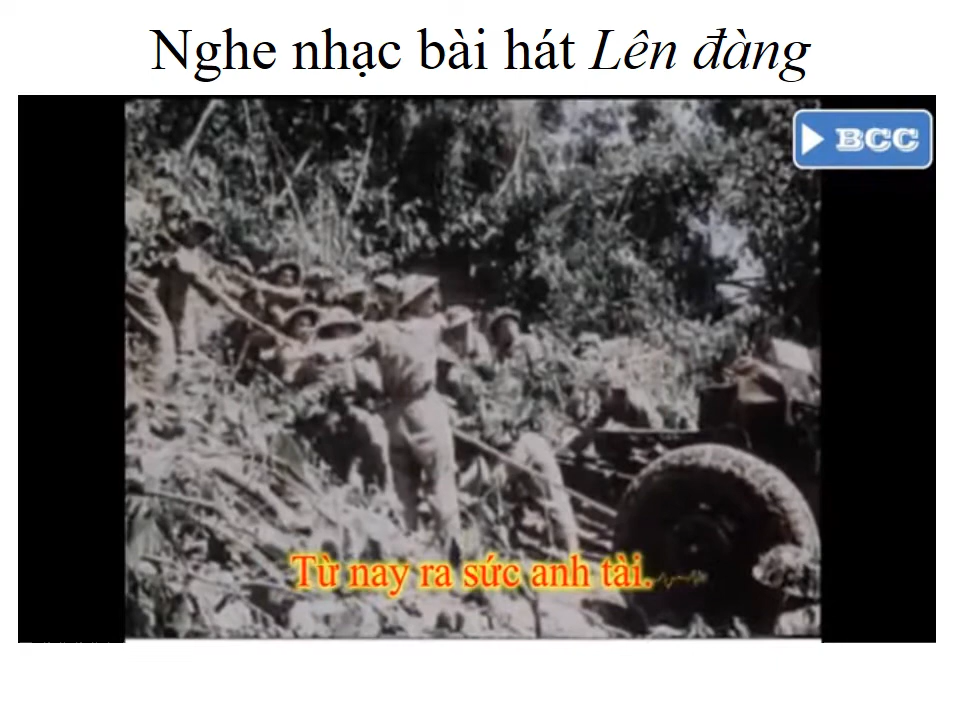 Nghe nhạc bài hát Lên đàng
BCC
Từ nay ra sức anh tài.